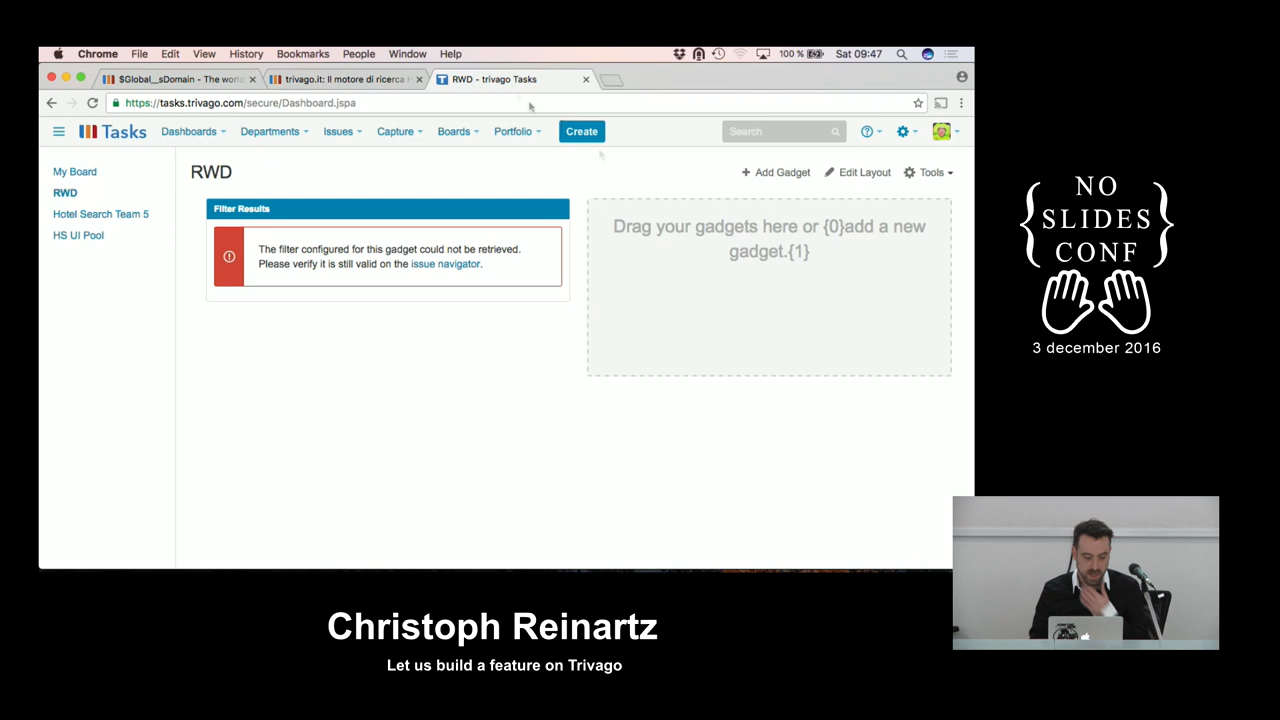 Chrome File Edit View History Bookmarks People Window Help 100 % Sat 09:47
$Global__sDomain - The world
trivago.it: Il motore di ricerca H
RWD - trivago Tasks
https://tasks.trivago.com/secure/Dashboard.jspa
Tasks Dashboards Departments Issues Capture Boards Portfolio Create Search
My Board
RWD
Hotel Search Team 5
HS UI Pool
RWD
Add Gadget Edit Layout Tools
Filter Results
The filter configured for this gadget could not be retrieved.
Please verify it is still valid on the issue navigator.
Drag your gadgets here or {0}add a new
gadget.{1}
NO
SLIDES
CONF
3 december 2016
Christoph Reinartz
Let us build a feature on Trivago